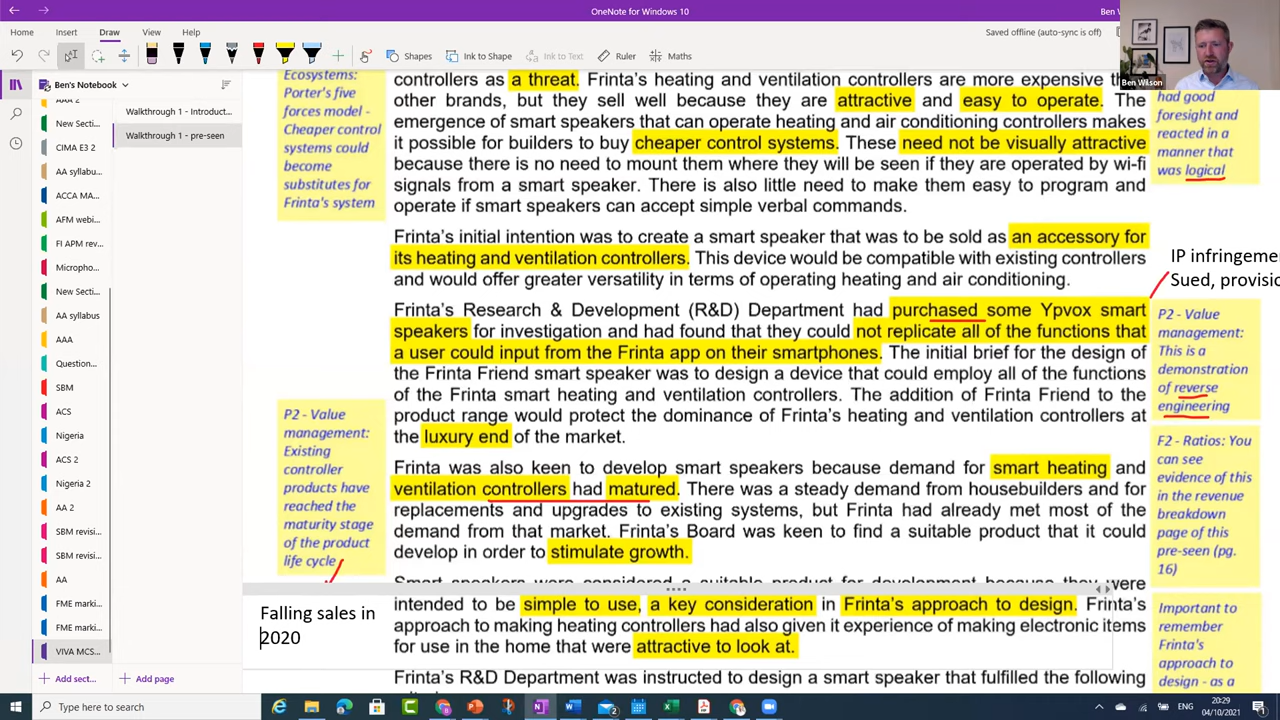 OneNote for Windows 10
Ben W
Home
Insert
Draw
View
Help
Saved offline (auto-sync is off)
Shapes
Ink to Shape
Ink to Text
Ruler
Maths
Ben Wilson
Ben's Notebook
AAA 2
New Secti...
CIMA E3 2
AA syllabu...
ACCA MA...
AFM webi...
FI APM rev...
Micropho...
New Secti...
AA syllabus
AAA
Question...
SBM
ACS
Nigeria
ACS 2
Nigeria 2
AA 2
SBM revisi...
SBM revisi...
AA
FME marki...
FME marki...
VIVA MCS...
Add sect...
Walkthrough 1 - Introduct...
Walkthrough 1 - pre-seen
Add page
Ecosystems:
Porter's five
forces model -
Cheaper control
systems could
become
substitutes for
Frinta's system
controllers as a threat. Frinta's heating and ventilation controllers are more expensive th
other brands, but they sell well because they are attractive and easy to operate. The
emergence of smart speakers that can operate heating and air conditioning controllers makes
it possible for builders to buy cheaper control systems. These need not be visually attractive
because there is no need to mount them where they will be seen if they are operated by wi-fi
signals from a smart speaker. There is also little need to make them easy to program and
operate if smart speakers can accept simple verbal commands.
had good
foresight and
reacted in a
manner that
was logical
Frinta's initial intention was to create a smart speaker that was to be sold as an accessory for
its heating and ventilation controllers. This device would be compatible with existing controllers
and would offer greater versatility in terms of operating heating and air conditioning.
IP infringeme
Sued, provisio
Frinta's Research & Development (R&D) Department had purchased some Ypvox smart
speakers for investigation and had found that they could not replicate all of the functions that
a user could input from the Frinta app on their smartphones. The initial brief for the design of
the Frinta Friend smart speaker was to design a device that could employ all of the functions
of the Frinta smart heating and ventilation controllers. The addition of Frinta Friend to the
product range would protect the dominance of Frinta's heating and ventilation controllers at
the luxury end of the market.
P2 - Value
management:
This is a
demonstration
of reverse
engineering
P2 - Value
management:
Existing
controller
products have
reached the
maturity stage
of the product
life cycle
Frinta was also keen to develop smart speakers because demand for smart heating and
ventilation controllers had matured. There was a steady demand from housebuilders and for
replacements and upgrades to existing systems, but Frinta had already met most of the
demand from that market. Frinta's Board was keen to find a suitable product that it could
develop in order to stimulate growth.
F2 - Ratios: You
can see
evidence of this
in the revenue
breakdown
page of this
pre-seen (pg.
16)
Falling sales in
2020
Smart speakers were considered a suitable product for development because they were
intended to be simple to use, a key consideration in Frinta's approach to design. Frinta's
approach to making heating controllers had also given it experience of making electronic items
for use in the home that were attractive to look at.
Important to
remember
Frinta's
approach to
design - as a
Frinta's R&D Department was instructed to design a smart speaker that fulfilled the following
Type here to search
20:29
04/10/2021